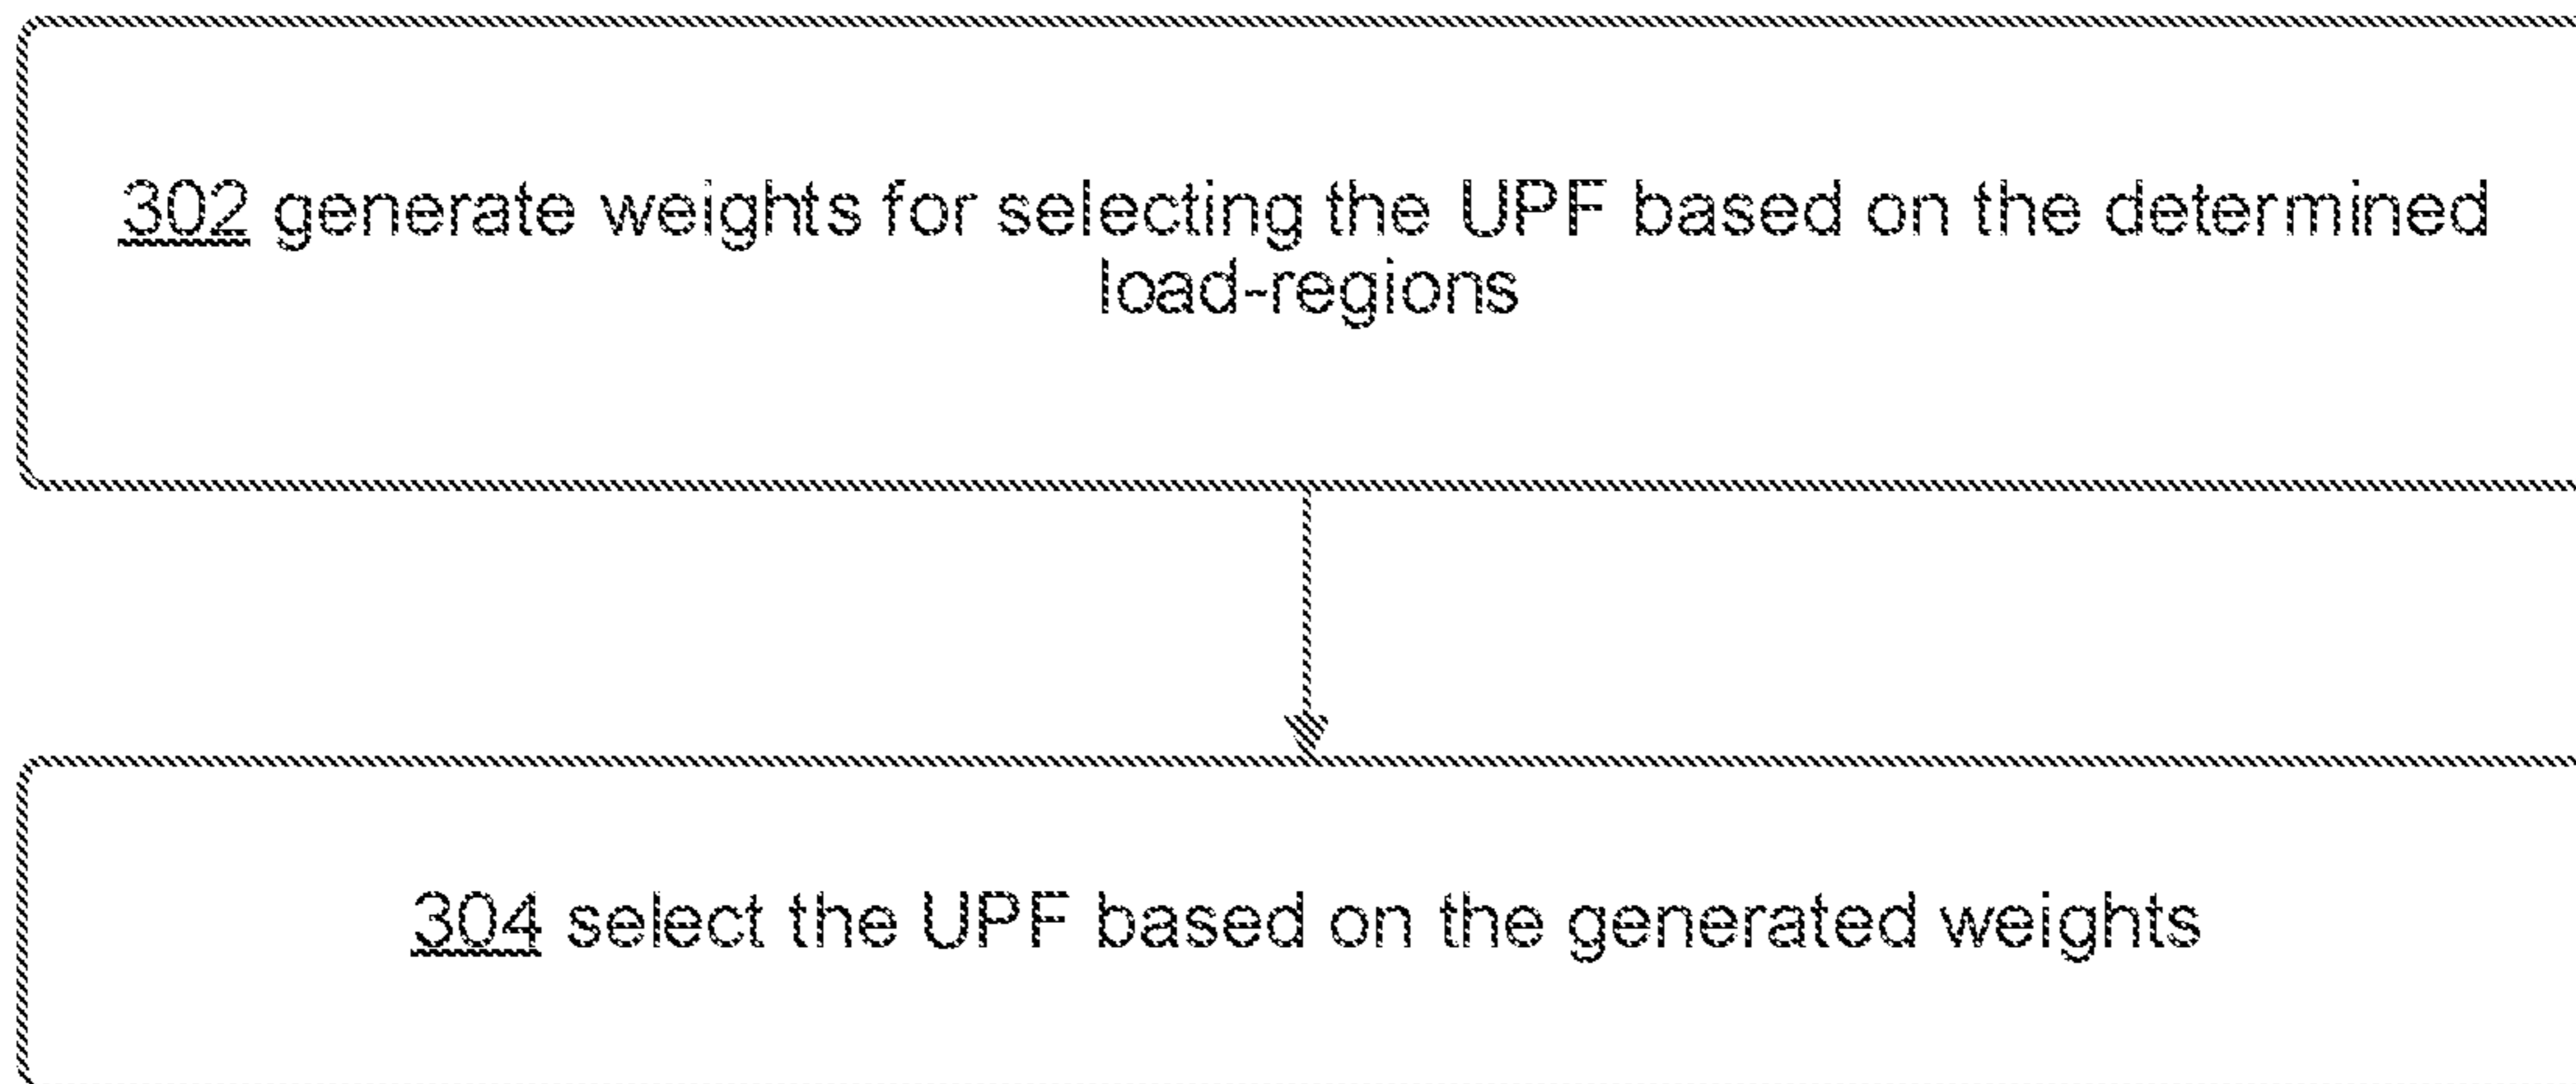 302 generate weights for selecting the UPF based on the determined
load-regions
304 select the UPF based on the generated weights